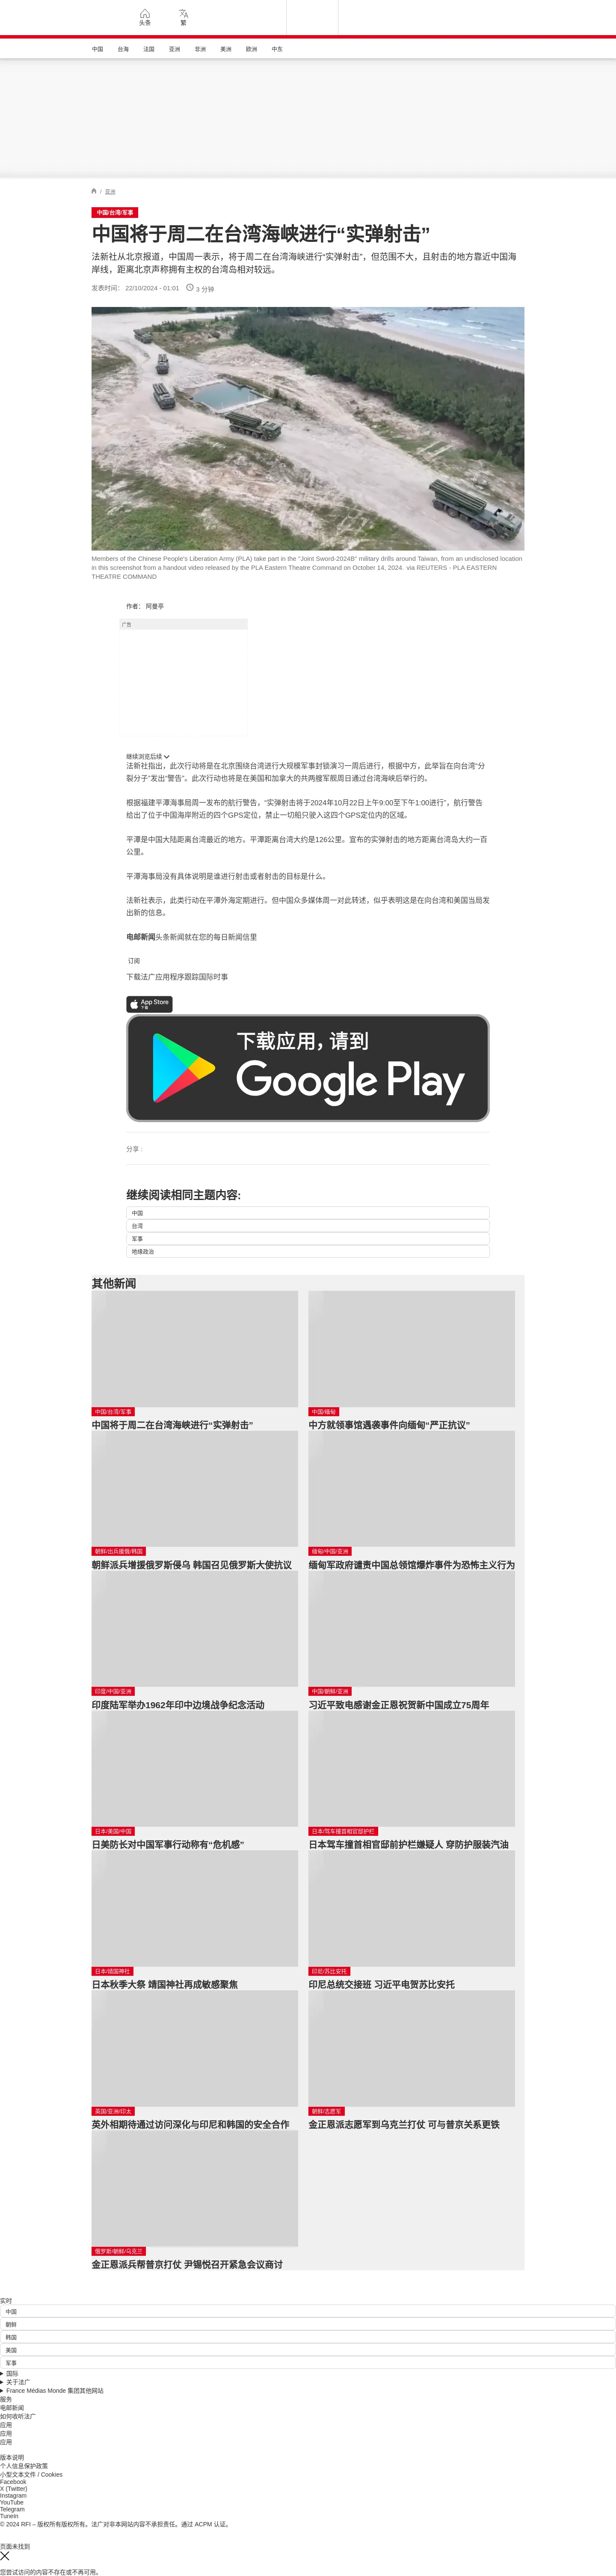 头条
繁
中国
台海
法国
亚洲
非洲
美洲
欧洲
中东
/ 亚洲
中国/台湾/军事
中国将于周二在台湾海峡进行“实弹射击”
法新社从北京报道，中国周一表示，将于周二在台湾海峡进行“实弹射击”，但范围不大，且射击的地方靠近中国海
岸线，距离北京声称拥有主权的台湾岛相对较远。
发表时间： 22/10/2024 - 01:01 3 分钟
Members of the Chinese People's Liberation Army (PLA) take part in the "Joint Sword-2024B" military drills around Taiwan, from an undisclosed location
in this screenshot from a handout video released by the PLA Eastern Theatre Command on October 14, 2024. via REUTERS - PLA EASTERN
THEATRE COMMAND
作者： 阿曼亭
广告
继续浏览后续
法新社指出，此次行动将是在北京围绕台湾进行大规模军事封锁演习一周后进行，根据中方，此举旨在向台湾“分
裂分子”发出“警告”。此次行动也将是在美国和加拿大的共两艘军舰周日通过台湾海峡后举行的。
根据福建平潭海事局周一发布的航行警告，“实弹射击将于2024年10月22日上午9:00至下午1:00进行”，航行警告
给出了位于中国海岸附近的四个GPS定位，禁止一切船只驶入这四个GPS定位内的区域。
平潭是中国大陆距离台湾最近的地方。平潭距离台湾大约是126公里。宣布的实弹射击的地方距离台湾岛大约一百
公里。
平潭海事局没有具体说明是谁进行射击或者射击的目标是什么。
法新社表示，此类行动在平潭外海定期进行。但中国众多媒体周一对此转述，似乎表明这是在向台湾和美国当局发
出新的信息。
电邮新闻头条新闻就在您的每日新闻信里
订阅
下载法广应用程序跟踪国际时事
App Store
下载
下载应用，请到
Google Play
分享 :
继续阅读相同主题内容:
中国
台湾
军事
地缘政治
其他新闻
中国/台湾/军事
中国将于周二在台湾海峡进行“实弹射击”
中国/缅甸
中方就领事馆遇袭事件向缅甸“严正抗议”
朝鲜/出兵援俄/韩国
朝鲜派兵增援俄罗斯侵乌 韩国召见俄罗斯大使抗议
缅甸/中国/亚洲
缅甸军政府谴责中国总领馆爆炸事件为恐怖主义行为
印度/中国/亚洲
印度陆军举办1962年印中边境战争纪念活动
中国/朝鲜/亚洲
习近平致电感谢金正恩祝贺新中国成立75周年
日本/美国/中国
日美防长对中国军事行动称有“危机感”
日本/驾车撞首相官邸护栏
日本驾车撞首相官邸前护栏嫌疑人 穿防护服装汽油
日本/靖国神社
日本秋季大祭 靖国神社再成敏感聚焦
印尼/苏比安托
印尼总统交接班 习近平电贺苏比安托
英国/亚洲/印太
英外相期待通过访问深化与印尼和韩国的安全合作
朝鲜/志愿军
金正恩派志愿军到乌克兰打仗 可与普京关系更铁
俄罗斯/朝鲜/乌克兰
金正恩派兵帮普京打仗 尹锡悦召开紧急会议商讨
实时
中国
朝鲜
韩国
美国
军事
国际
关于法广
France Médias Monde 集团其他网站
服务
电邮新闻
如何收听法广
应用
应用
应用
版本说明
个人信息保护政策
小型文本文件 / Cookies
Facebook
X (Twitter)
Instagram
YouTube
Telegram
TuneIn
© 2024 RFI – 版权所有版权所有。法广对非本网站内容不承担责任。通过 ACPM 认证。
页面未找到
您尝试访问的内容不存在或不再可用。